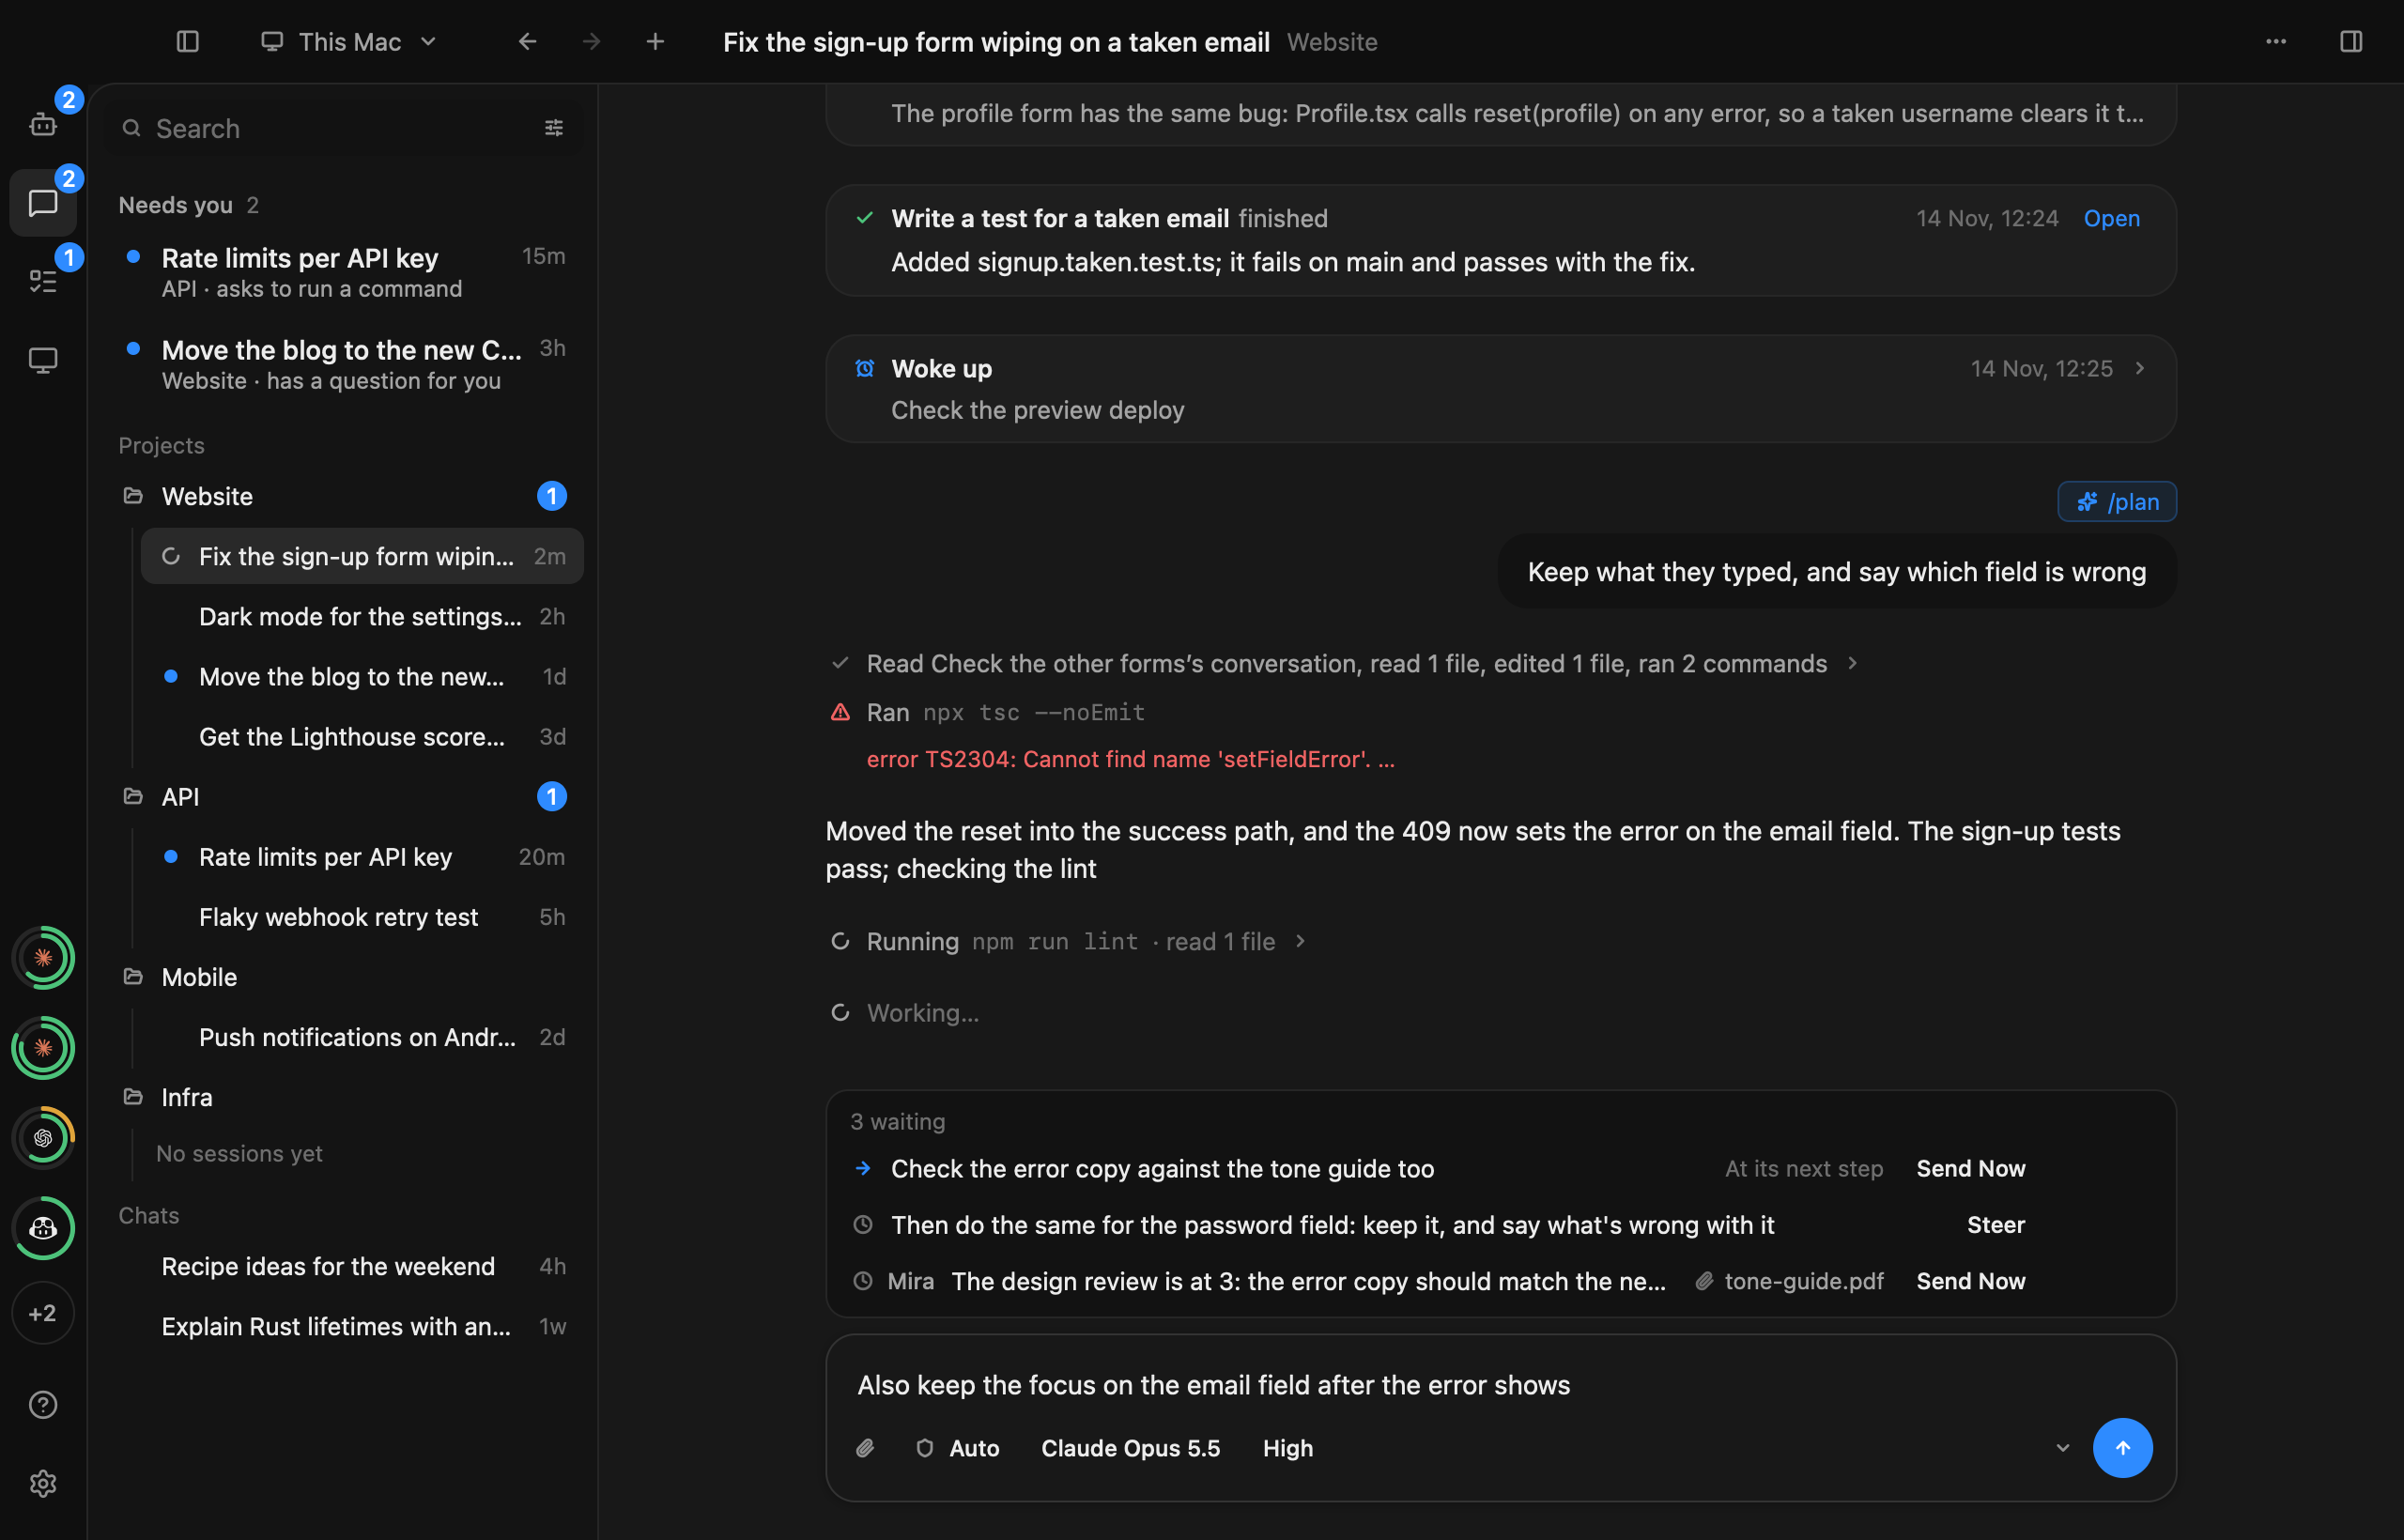 This Mac
Fix the sign-up form wiping on a taken email Website
2
2
1
Search
Needs you 2
Rate limits per API key 15m
API · asks to run a command
Move the blog to the new C... 3h
Website · has a question for you
Projects
Website 1
Fix the sign-up form wipin... 2m
Dark mode for the settings... 2h
Move the blog to the new... 1d
Get the Lighthouse score... 3d
API 1
Rate limits per API key 20m
Flaky webhook retry test 5h
Mobile
Push notifications on Andr... 2d
Infra
No sessions yet
Chats
Recipe ideas for the weekend 4h
Explain Rust lifetimes with an... 1w
+2
The profile form has the same bug: Profile.tsx calls reset(profile) on any error, so a taken username clears it t...
Write a test for a taken email finished 14 Nov, 12:24 Open
Added signup.taken.test.ts; it fails on main and passes with the fix.
Woke up 14 Nov, 12:25
Check the preview deploy
/plan
Keep what they typed, and say which field is wrong
Read Check the other forms’s conversation, read 1 file, edited 1 file, ran 2 commands
Ran npx tsc --noEmit
error TS2304: Cannot find name 'setFieldError'. ...
Moved the reset into the success path, and the 409 now sets the error on the email field. The sign-up tests
pass; checking the lint
Running npm run lint · read 1 file
Working...
3 waiting
Check the error copy against the tone guide too At its next step Send Now
Then do the same for the password field: keep it, and say what's wrong with it Steer
Mira The design review is at 3: the error copy should match the ne... tone-guide.pdf Send Now
Also keep the focus on the email field after the error shows
Auto Claude Opus 5.5 High